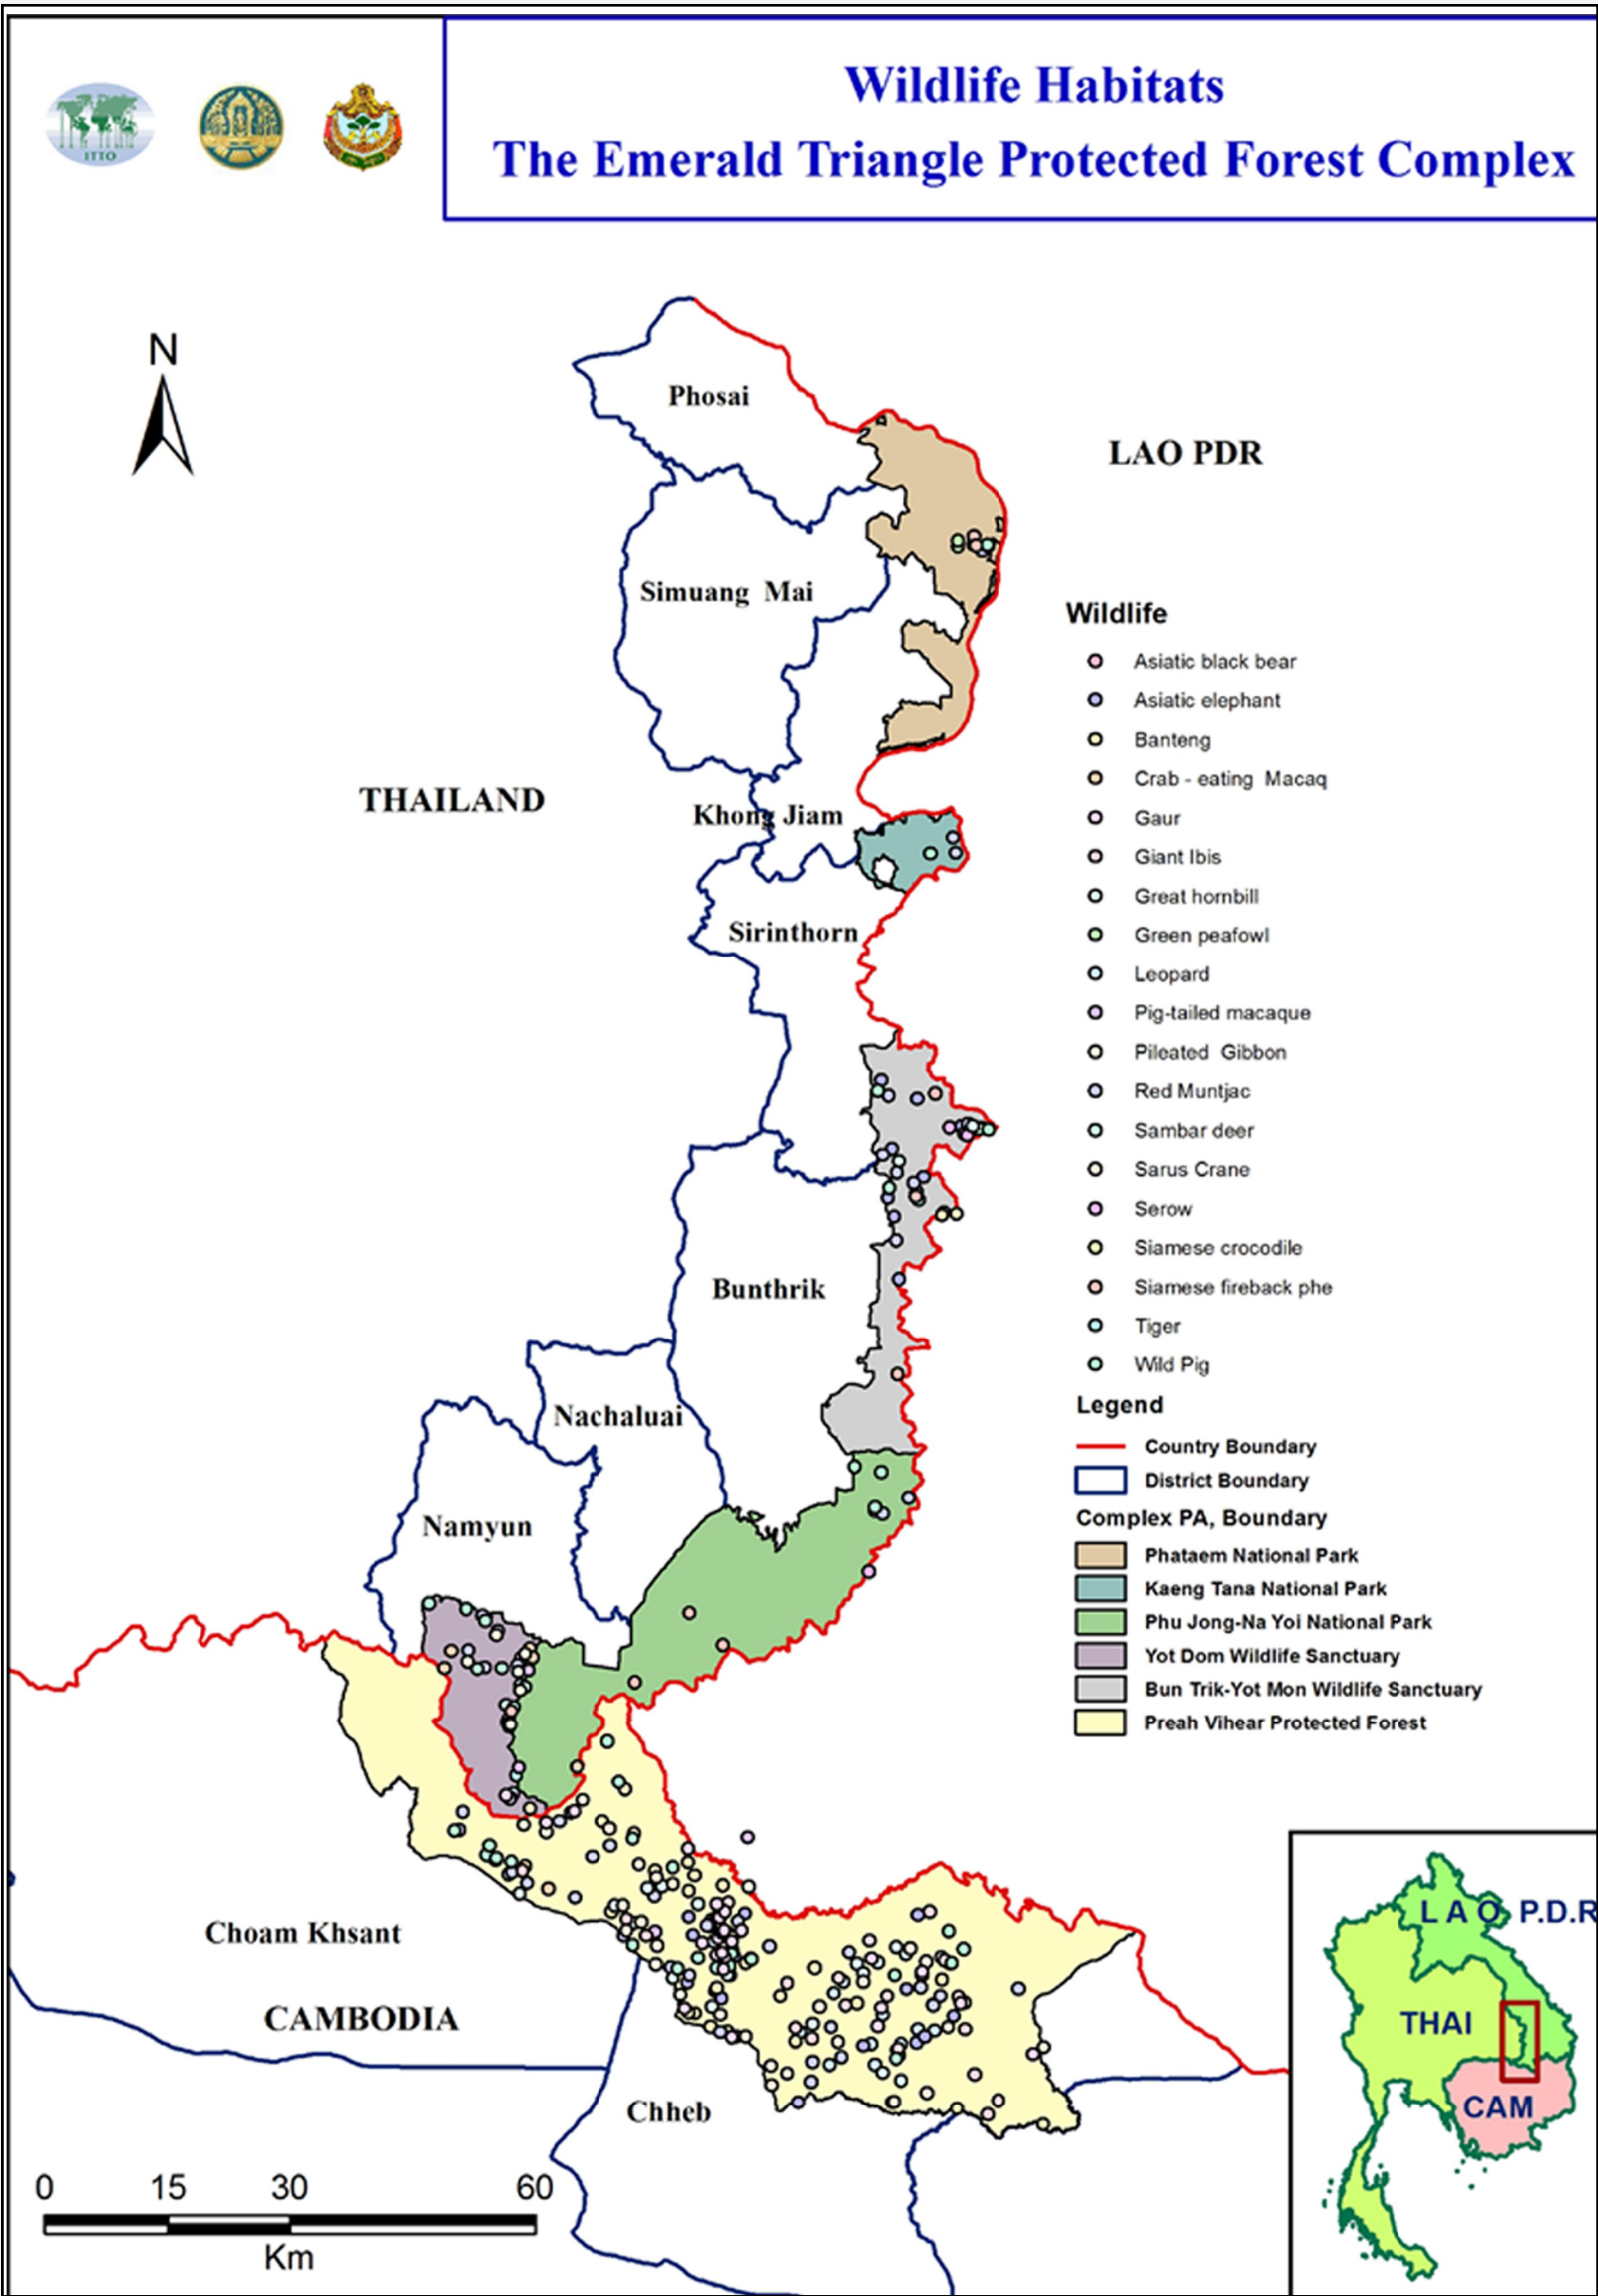 ITTO
Wildlife Habitats
The Emerald Triangle Protected Forest Complex
N
Phosai
LAO PDR
Simuang Mai
THAILAND
Khong Jiam
Sirinthorn
Bunthrik
Nachaluai
Namyun
Choam Khsant
CAMBODIA
Chheb
Wildlife
Asiatic black bear
Asiatic elephant
Banteng
Crab - eating Macaq
Gaur
Giant Ibis
Great hornbill
Green peafowl
Leopard
Pig-tailed macaque
Pileated Gibbon
Red Muntjac
Sambar deer
Sarus Crane
Serow
Siamese crocodile
Siamese fireback phe
Tiger
Wild Pig
Legend
Country Boundary
District Boundary
Complex PA, Boundary
Phataem National Park
Kaeng Tana National Park
Phu Jong-Na Yoi National Park
Yot Dom Wildlife Sanctuary
Bun Trik-Yot Mon Wildlife Sanctuary
Preah Vihear Protected Forest
0 15 30 60
Km
L A O P.D.R
THAI
CAM